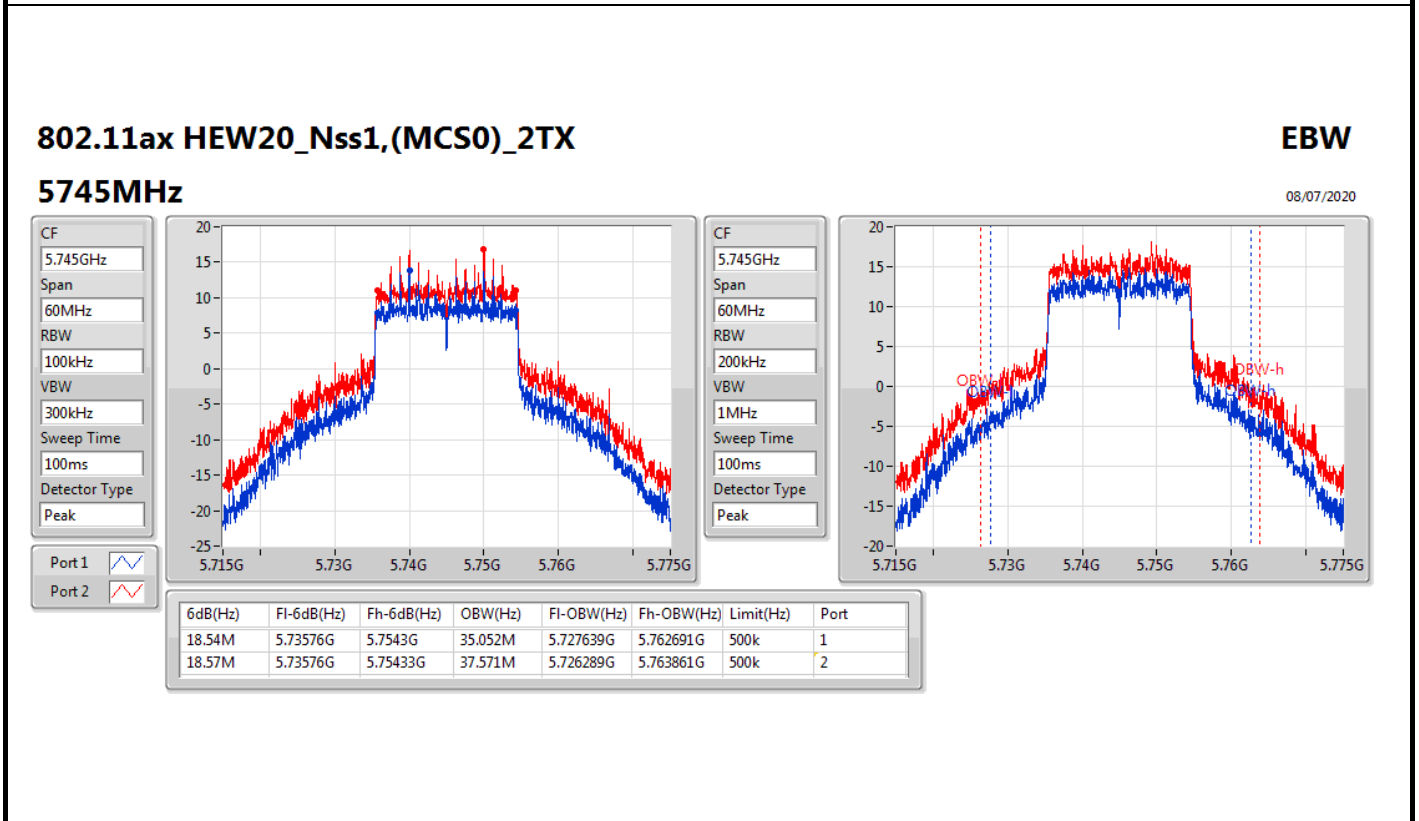 802.11ax HEW20_Nss1,(MCS0)_2TX
EBW
5745MHz
08/07/2020
CF
5.745GHz
Span
60MHz
RBW
100kHz
VBW
300kHz
Sweep Time
100ms
Detector Type
Peak
Port 1
Port 2
20
15
10
5
0
-5
-10
-15
-20
-25
5.715G 5.73G 5.74G 5.75G 5.76G 5.775G
CF
5.745GHz
Span
60MHz
RBW
200kHz
VBW
1MHz
Sweep Time
100ms
Detector Type
Peak
20
15
10
5
0
-5
-10
-15
-20
OBW-h
5.715G 5.73G 5.74G 5.75G 5.76G 5.775G
6dB(Hz) Fl-6dB(Hz) Fh-6dB(Hz) OBW(Hz) Fl-OBW(Hz) Fh-OBW(Hz) Limit(Hz) Port
18.54M 5.73576G 5.7543G 35.052M 5.727639G 5.762691G 500k 1
18.57M 5.73576G 5.75433G 37.571M 5.726289G 5.763861G 500k 2